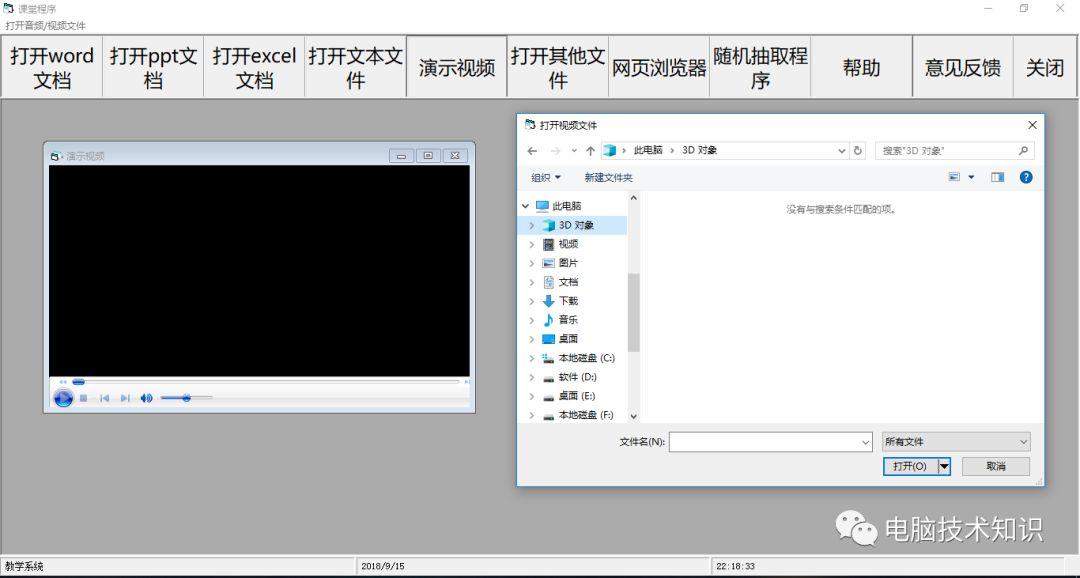 课堂程序
打开音频/视频文件
打开word
文档
打开ppt文
档
打开excel
文档
打开文本文
件
演示视频
打开其他文
件
网页浏览器
随机抽取程
序
帮助
意见反馈
关闭
演示视频
打开视频文件
此电脑 › 3D 对象
搜索"3D 对象"
组织
新建文件夹
此电脑
3D 对象
视频
图片
文档
下载
音乐
桌面
本地磁盘 (C:)
软件 (D:)
桌面 (E:)
本地磁盘 (F:)
没有与搜索条件匹配的项。
文件名(N):
所有文件
打开(O)
取消
电脑技术知识
教学系统
2018/9/15
22:18:33